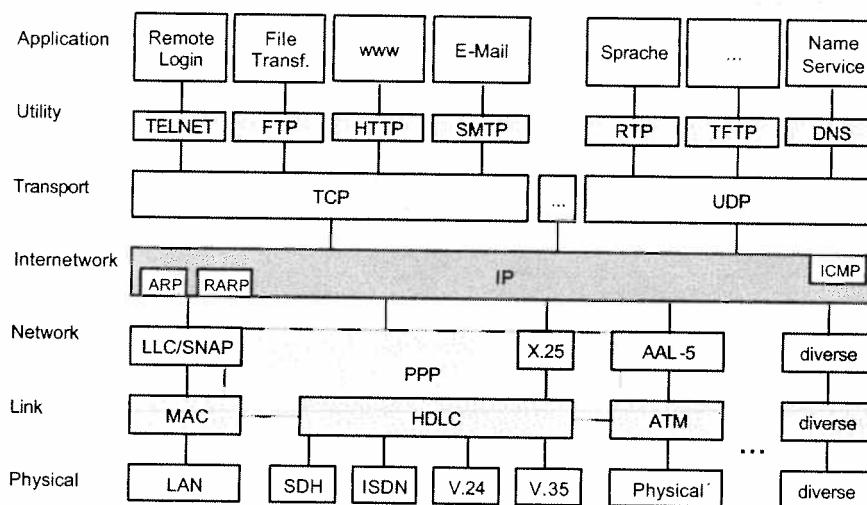 Application
Remote Login
File Transf.
www
E-Mail
Sprache
...
Name Service
Utility
TELNET
FTP
HTTP
SMTP
RTP
TFTP
DNS
Transport
TCP
...
UDP
Internetwork
ARP
RARP
IP
ICMP
Network
LLC/SNAP
PPP
X.25
AAL-5
diverse
Link
MAC
HDLC
ATM
...
diverse
Physical
LAN
SDH
ISDN
V.24
V.35
Physical
diverse